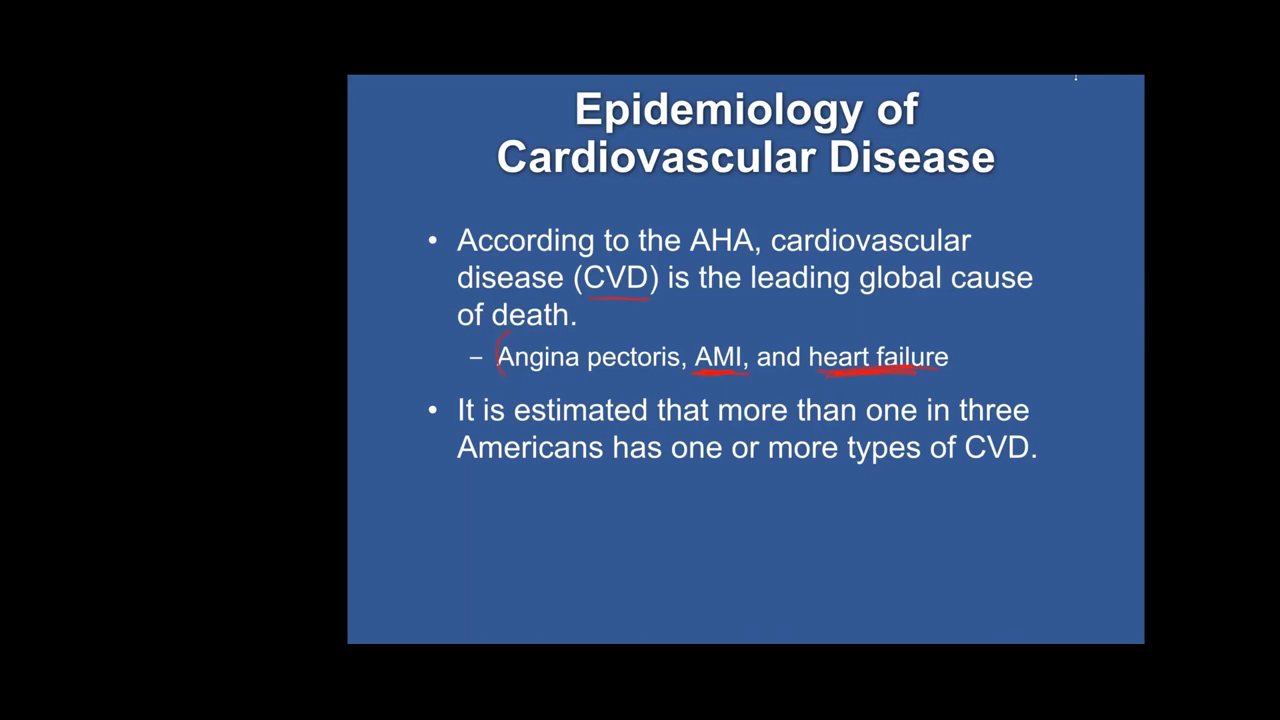 Epidemiology of
Cardiovascular Disease
• According to the AHA, cardiovascular
disease (CVD) is the leading global cause
of death.
– Angina pectoris, AMI, and heart failure
• It is estimated that more than one in three
Americans has one or more types of CVD.